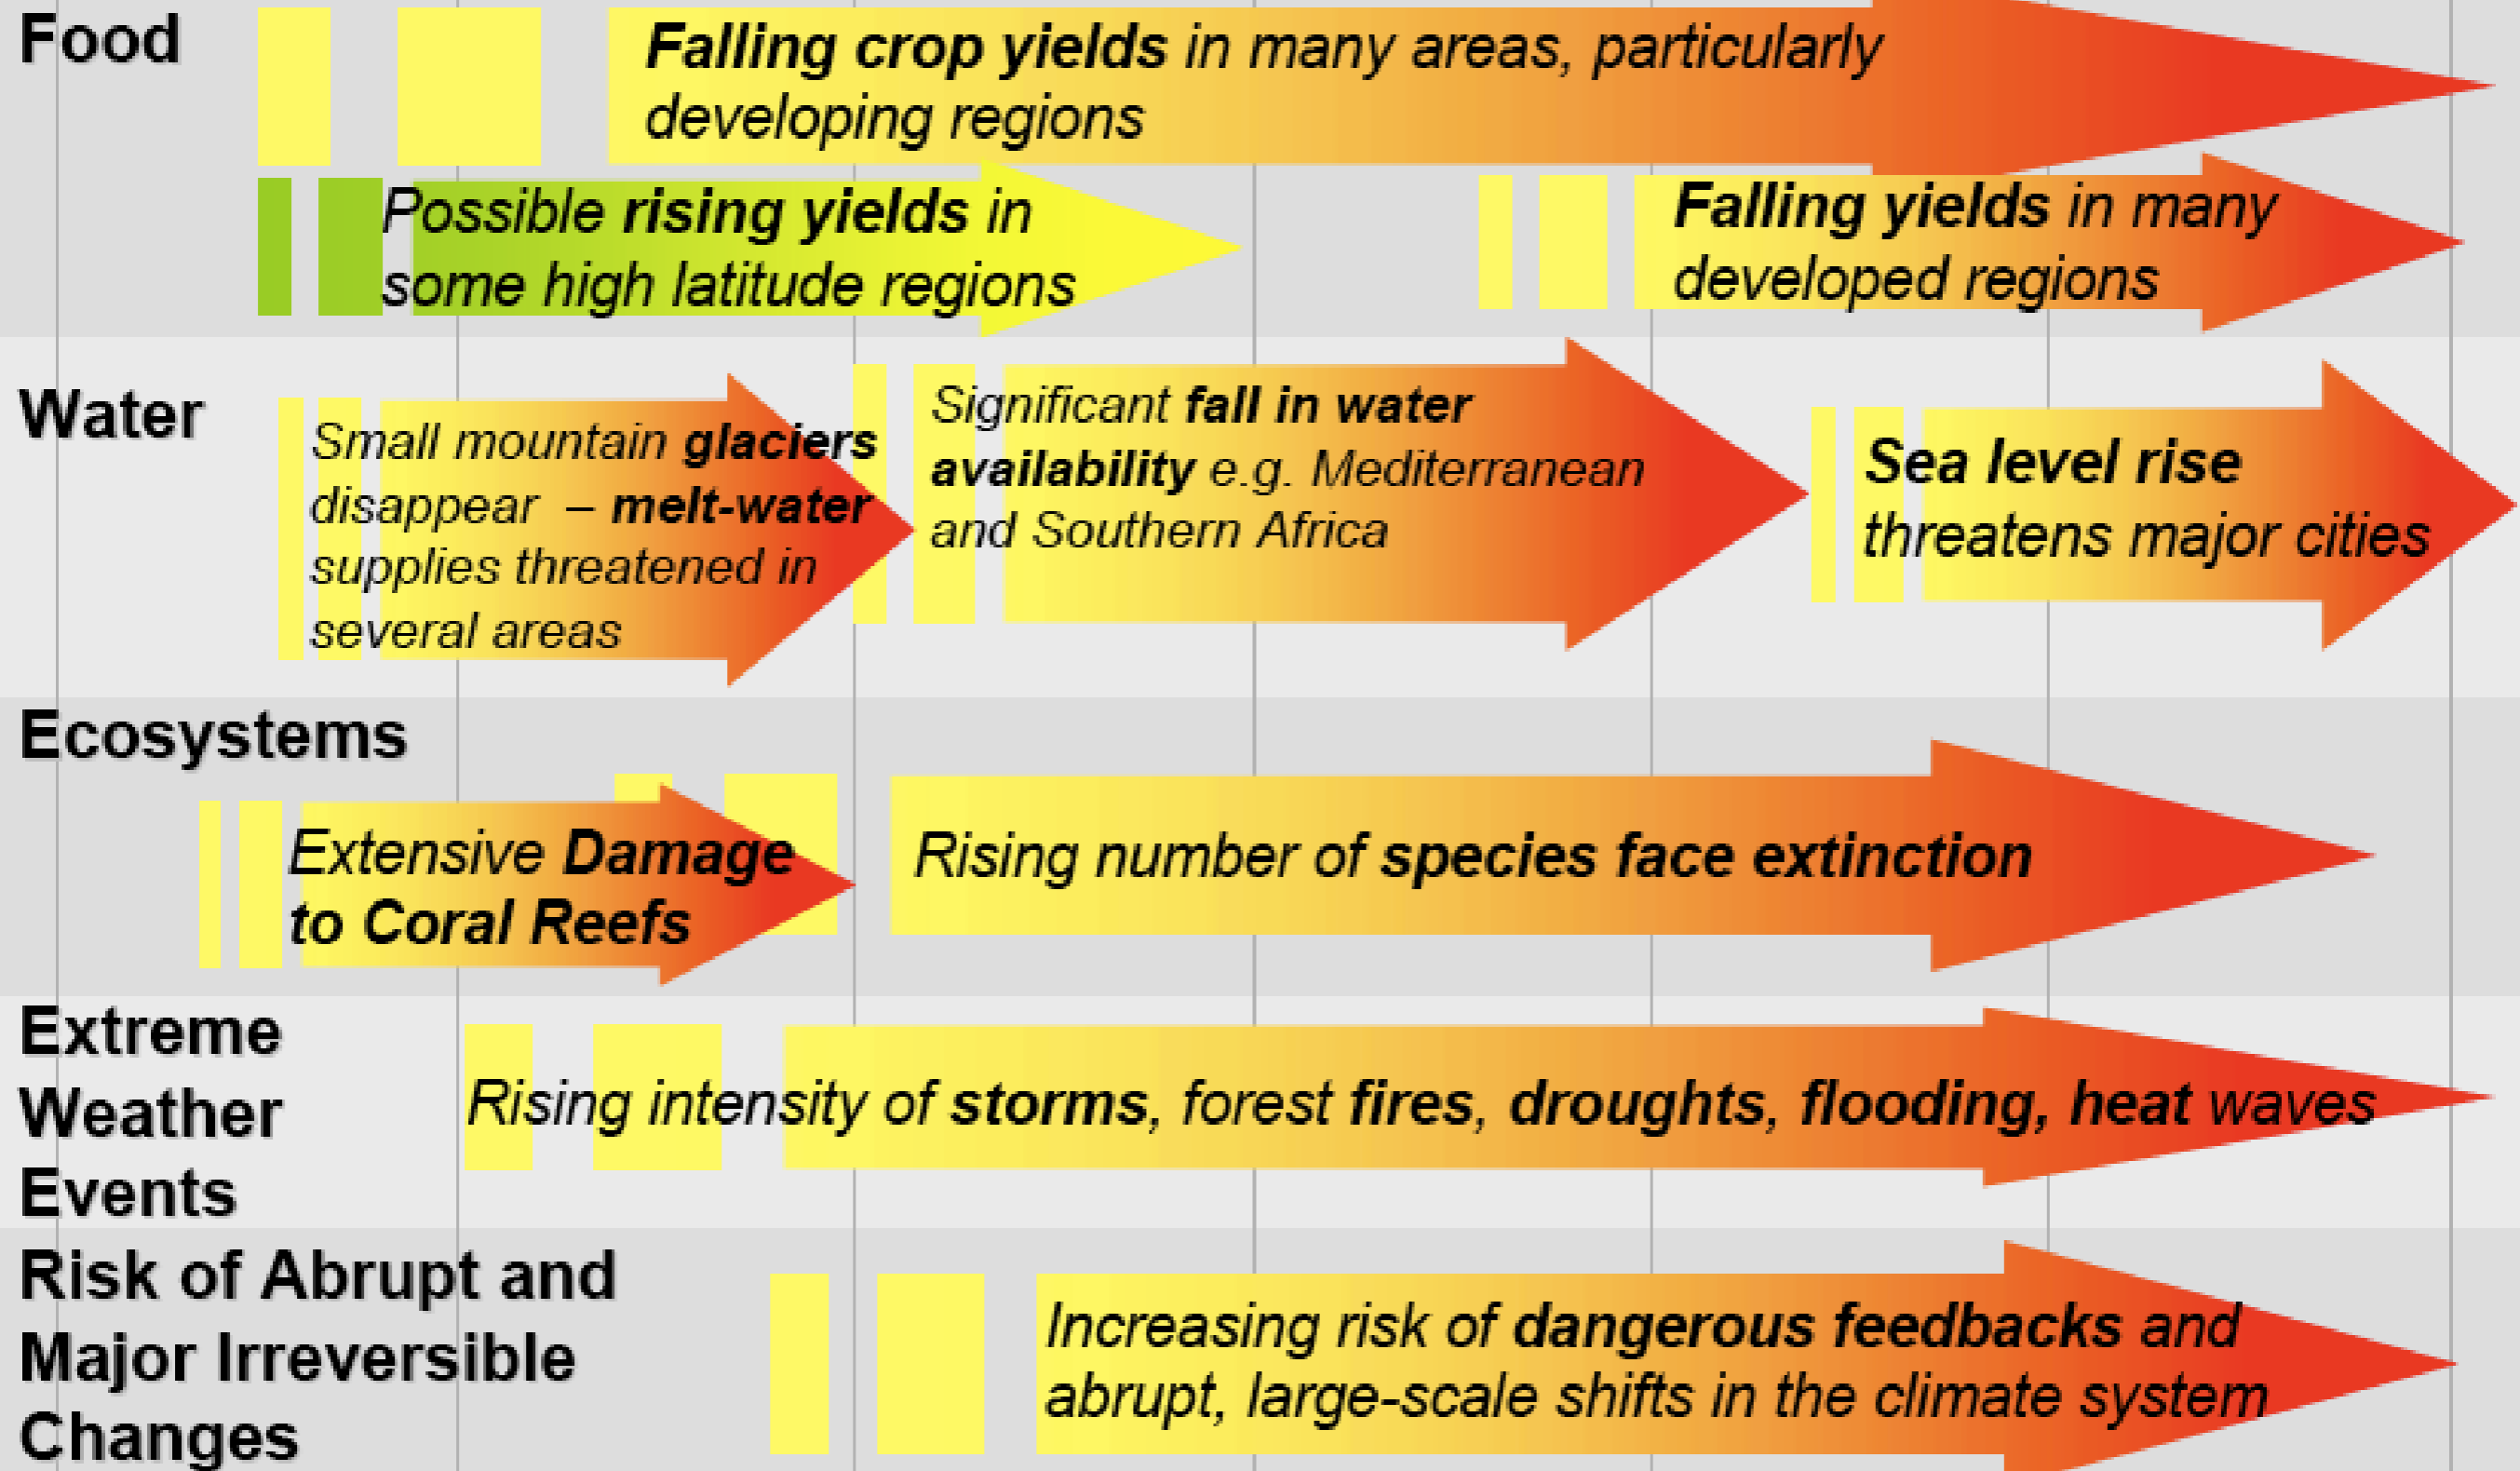 Food
Falling crop yields in many areas, particularly
developing regions
Possible rising yields in
some high latitude regions
Falling yields in many
developed regions
Water
Small mountain glaciers
disappear – melt-water
supplies threatened in
several areas
Significant fall in water
availability e.g. Mediterranean
and Southern Africa
Sea level rise
threatens major cities
Ecosystems
Extensive Damage
to Coral Reefs
Rising number of species face extinction
Extreme
Weather
Events
Rising intensity of storms, forest fires, droughts, flooding, heat waves
Risk of Abrupt and
Major Irreversible
Changes
Increasing risk of dangerous feedbacks and
abrupt, large-scale shifts in the climate system